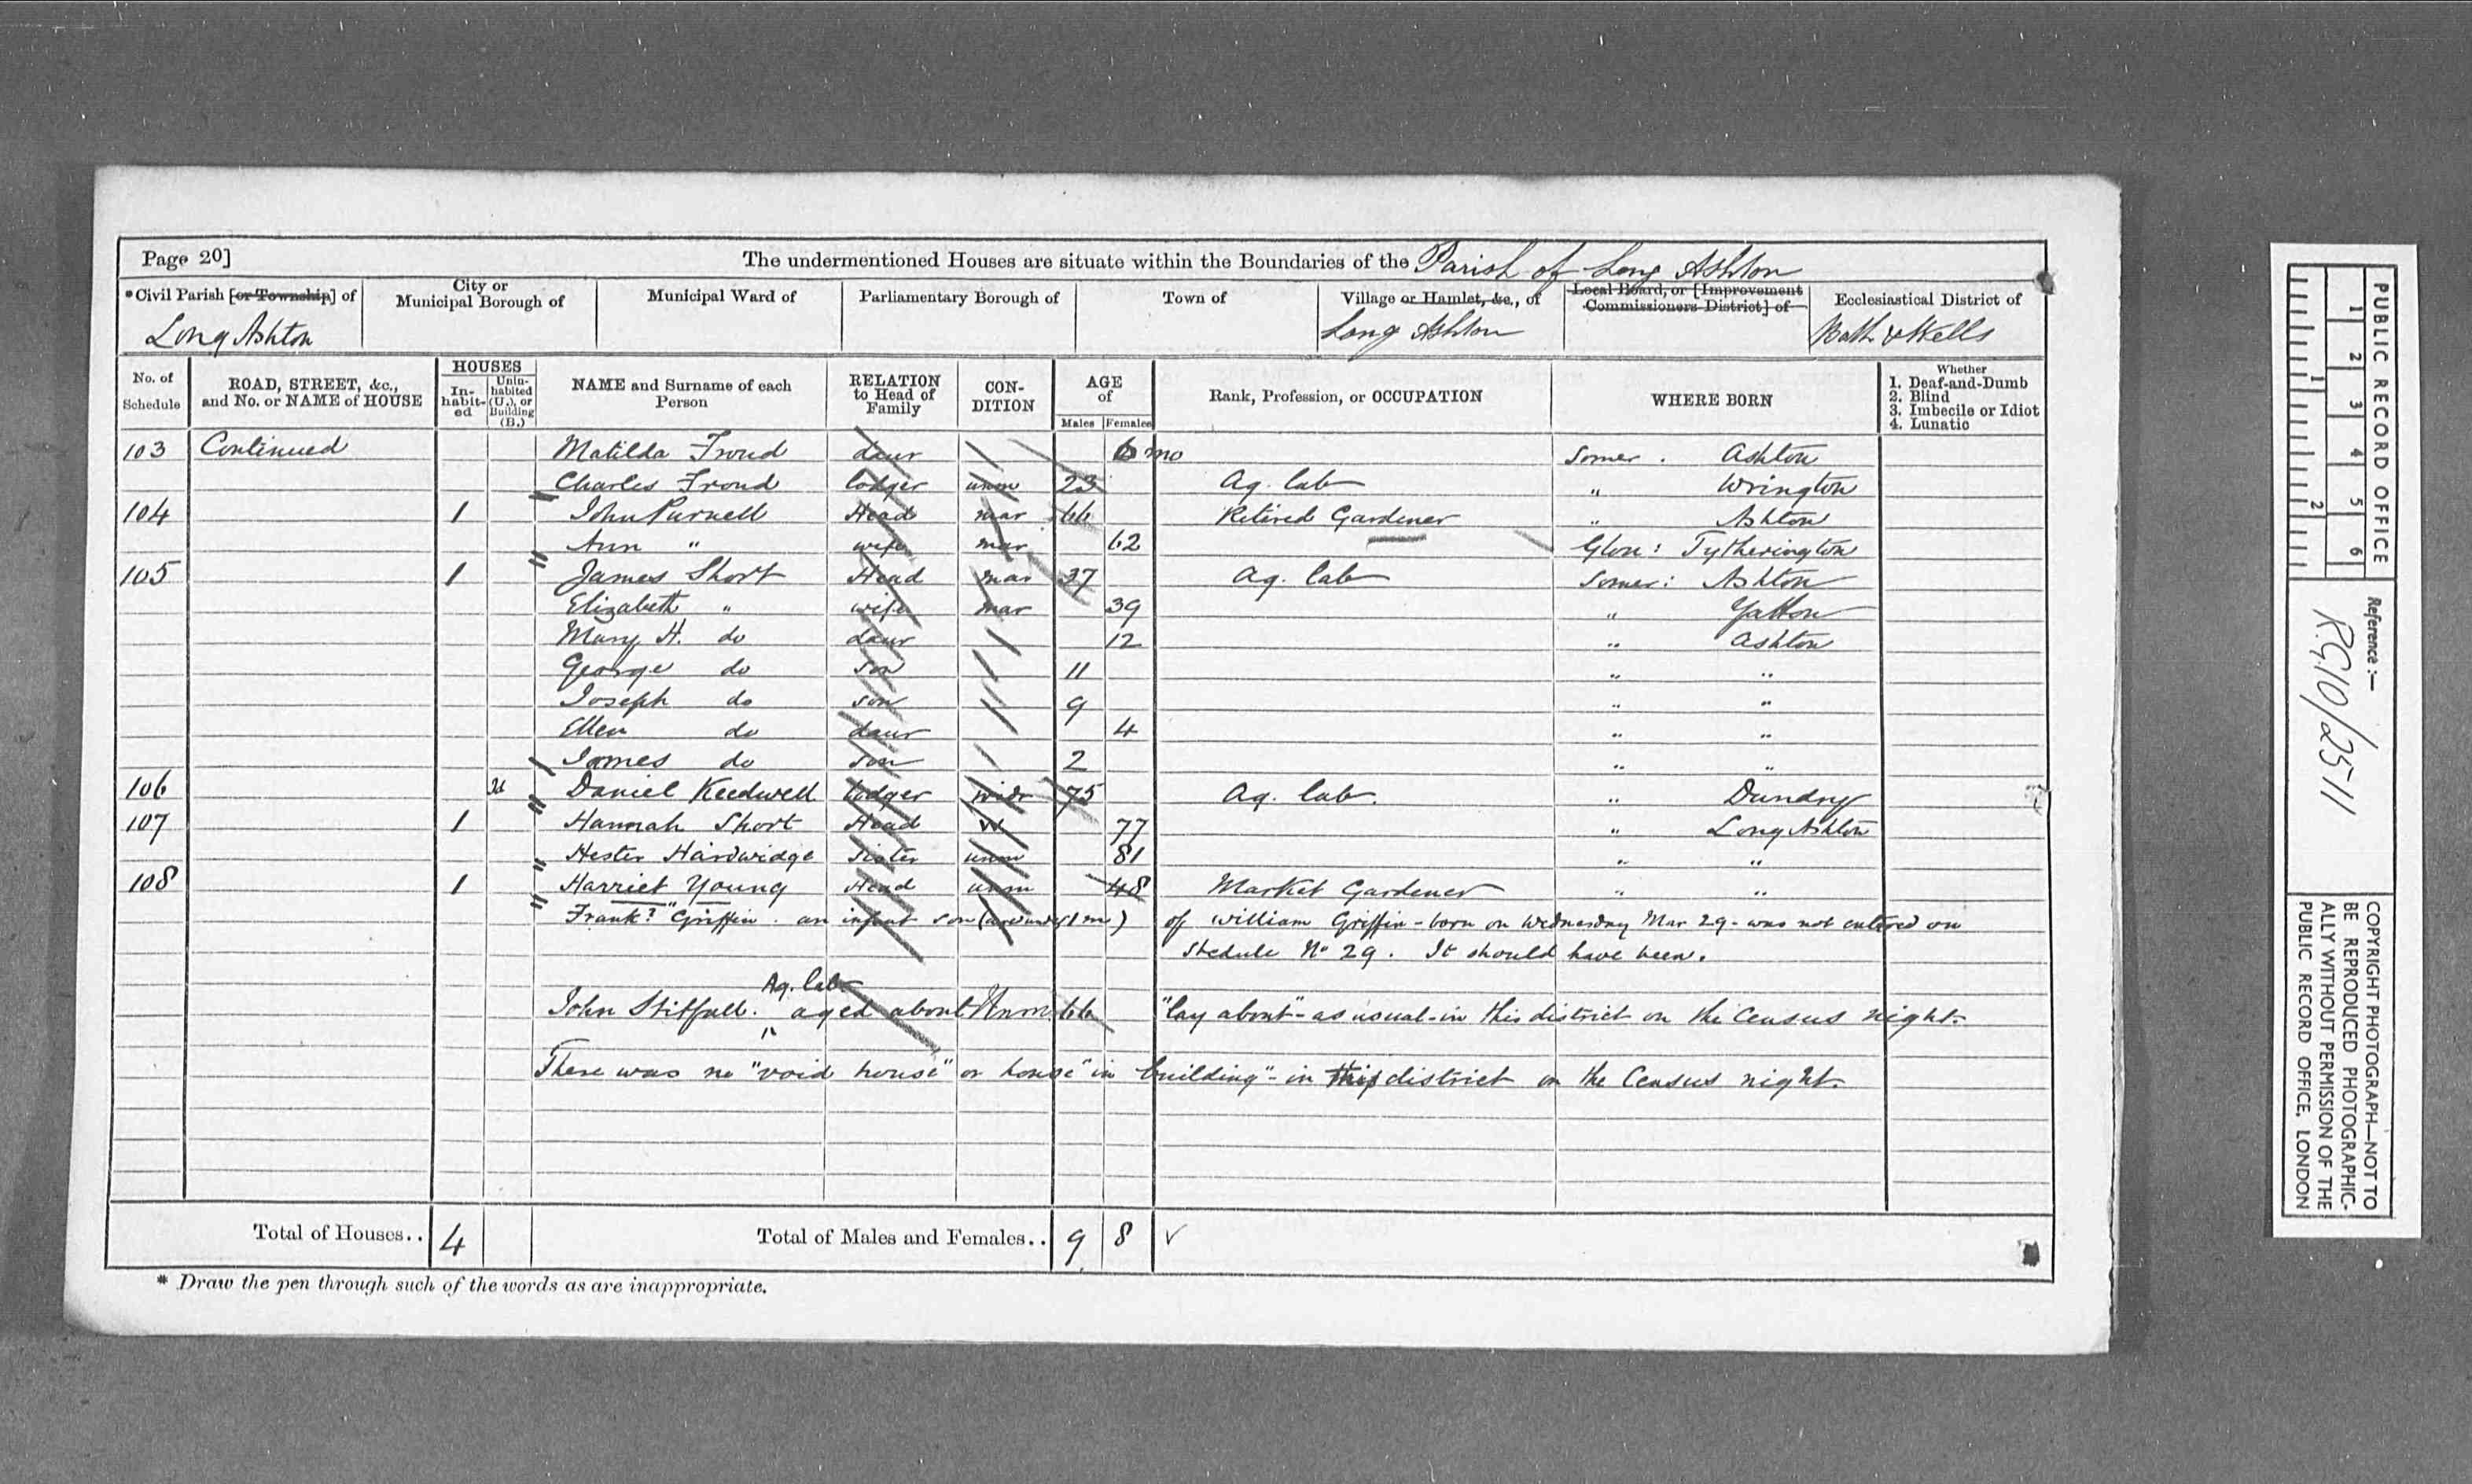 Page 20] The undermentioned Houses are situate within the Boundaries of the Parish of Long Ashton
*Civil Parish [or Township] of City or Municipal Borough of Municipal Ward of Parliamentary Borough of Town of Village or Hamlet, &c., of Local Board, or [Improvement Commissioners District] of Ecclesiastical District of
Long Ashton Long Ashton Bath & Wells
No. of Schedule ROAD, STREET, &c., and No. or NAME of HOUSE HOUSES Inhabited Uninhabited (U.), or Building (B.) NAME and Surname of each Person RELATION to Head of Family CONDITION AGE of Males Females Rank, Profession, or OCCUPATION WHERE BORN Whether 1. Deaf-and-Dumb 2. Blind 3. Imbecile or Idiot 4. Lunatic
103 Continued Matilda Froud daur 6 mo Somer. Ashton
Charles Froud lodger unm 23 Ag. lab " Wrington
104 1 John Purnell Head mar 66 Retired Gardener " Ashton
Ann " wife mar 62 Glou: Tytherington
105 1 James Short Head mar 37 Ag. lab Somer: Ashton
Elizabeth " wife mar 39 " Yatton
Mary H. do daur 12 " Ashton
George do son 11 " "
Joseph do son 9 " "
Ellen do daur 4 " "
James do son 2 " "
106 Daniel Keedwell lodger widr 75 Ag. lab. " Dundry
107 1 Hannah Short Head W 77 " Long Ashton
Hester Hardwidge Sister unm 81 " "
108 1 Harriet Young Head unm 48 Market Gardener " "
Frank? Griffin . an infant son (under 1 m) of William Griffin - born on Wednesday Mar 29 - was not entered on
Shedule No 29. It should have been.
Ag. lab
John Stiffall. aged about 66 "lay about" - as usual - in this district on the Census night.
There was no "void house" or house "in building" - in this district on the Census night.
Total of Houses.. 4 Total of Males and Females.. 9 8
* Draw the pen through such of the words as are inappropriate.
PUBLIC RECORD OFFICE
1 2 3 4 5 6
1 2
Reference :-
R.G.10/2511
COPYRIGHT PHOTOGRAPH—NOT TO
BE REPRODUCED PHOTOGRAPHIC-
ALLY WITHOUT PERMISSION OF THE
PUBLIC RECORD OFFICE, LONDON